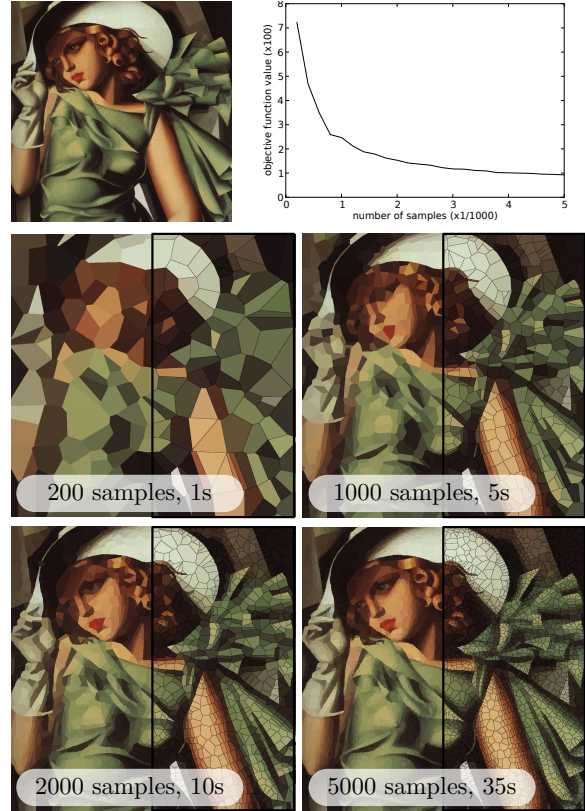 8
7
6
5
4
3
2
1
0
objective function value (x100)
0 1 2 3 4 5
number of samples (x1/1000)
200 samples, 1s
1000 samples, 5s
2000 samples, 10s
5000 samples, 35s